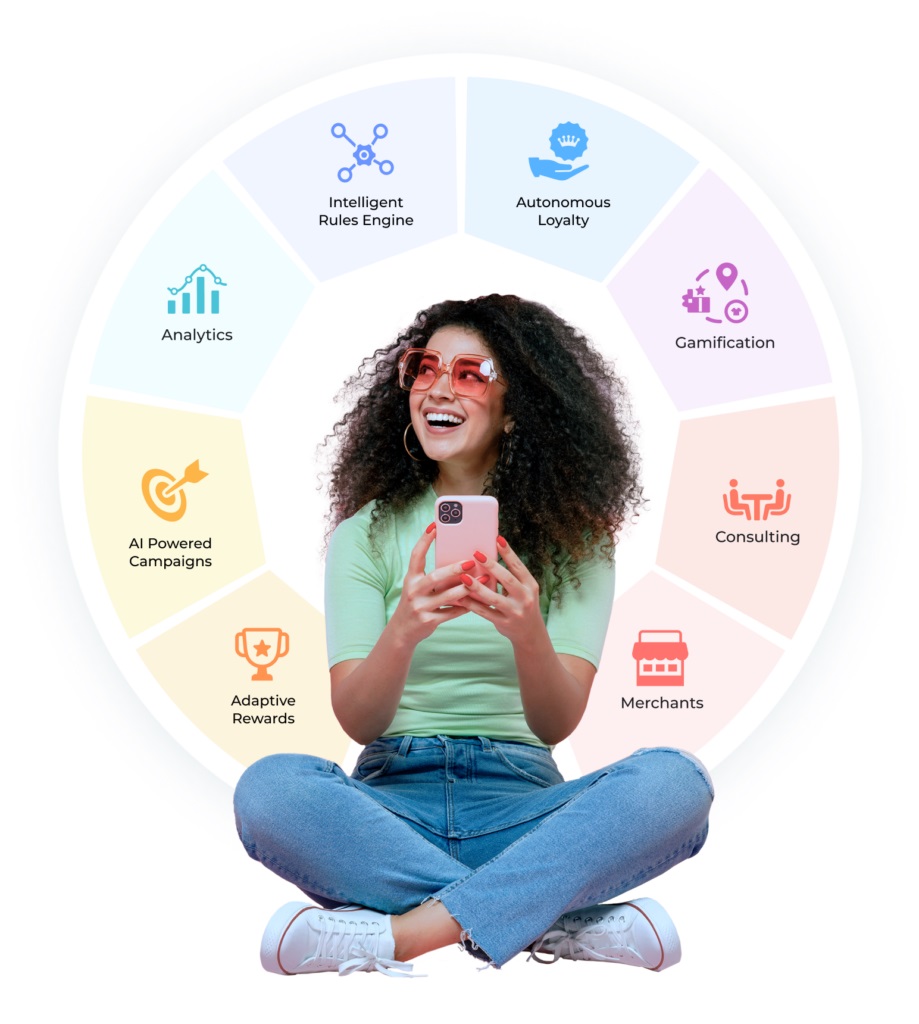 Intelligent
Rules Engine
Autonomous
Loyalty
Analytics
Gamification
AI Powered
Campaigns
Consulting
Adaptive
Rewards
Merchants